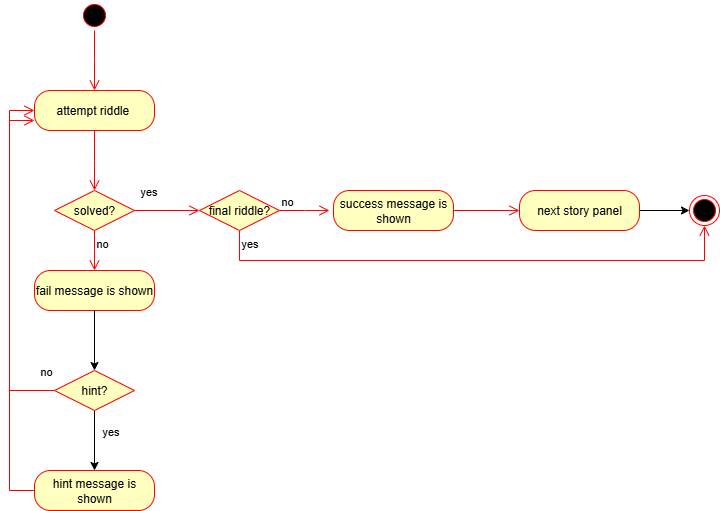 attempt riddle
yes
solved?
final riddle?
no
success message is
shown
next story panel
no
yes
fail message is shown
no
hint?
yes
hint message is
shown